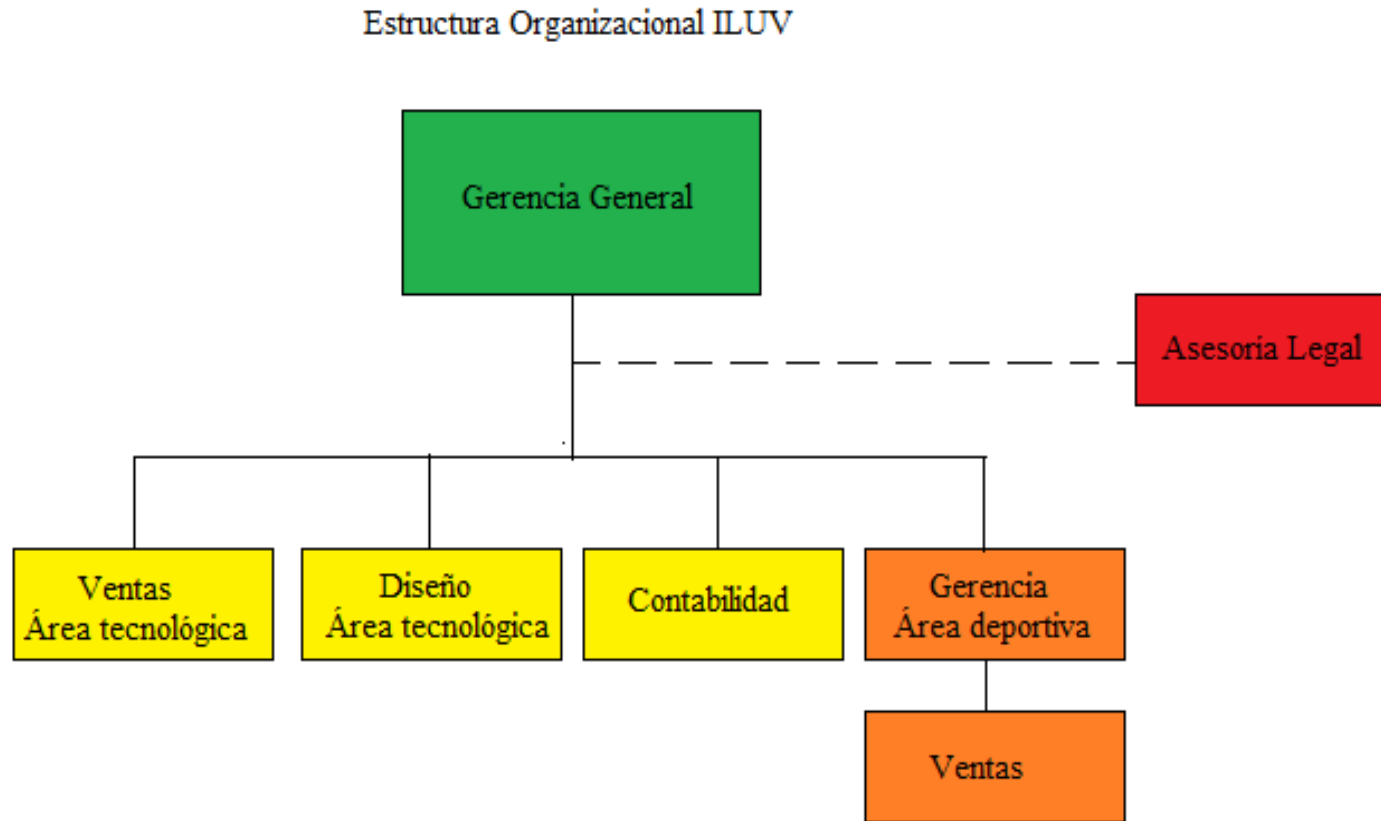 Estructura Organizacional ILUV
Gerencia General
Asesoria Legal
Ventas
Área tecnológica
Diseño
Área tecnológica
Contabilidad
Gerencia
Área deportiva
Ventas